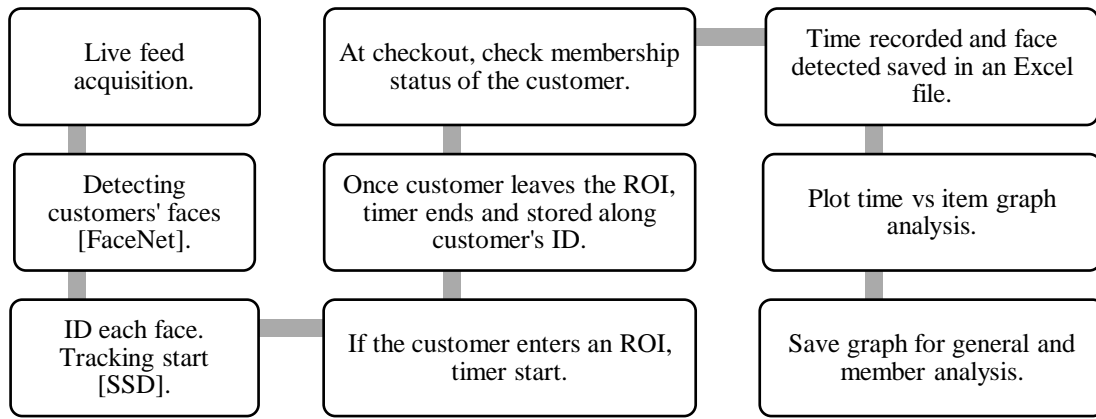 Live feed
acquisition.
Detecting
customers' faces
[FaceNet].
ID each face.
Tracking start
[SSD].
If the customer enters an ROI,
timer start.
Once customer leaves the ROI,
timer ends and stored along
customer's ID.
At checkout, check membership
status of the customer.
Time recorded and face
detected saved in an Excel
file.
Plot time vs item graph
analysis.
Save graph for general and
member analysis.